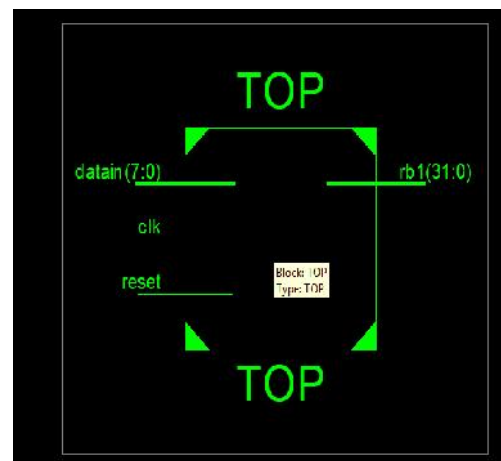 TOP
datain(7:0)
rb1(31:0)
clk
reset
Block: TOP
Type: TOP
TOP